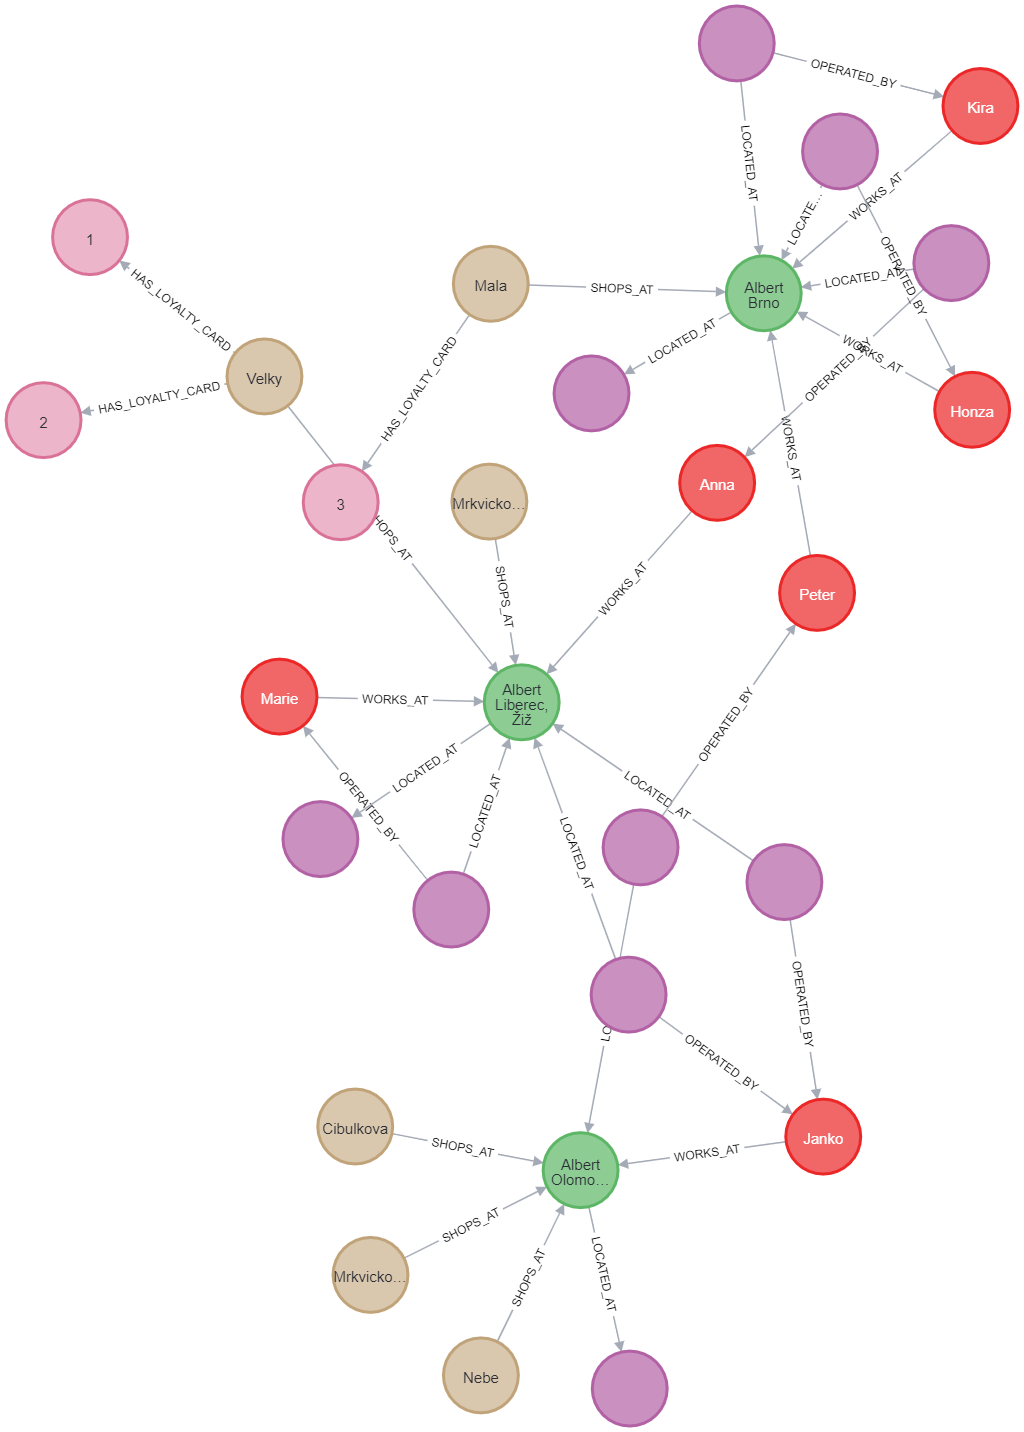 OPERATED_BY
Kira
LOCATED_AT
LOCATE...
WORKS_AT
1
HAS_LOYALTY_CARD
Mala
SHOPS_AT
Albert
Brno
LOCATED_AT
OPERATED_BY
LOCATED_AT
WORKS_AT
OPERATED_BY
Velky
HAS_LOYALTY_CARD
2
HAS_LOYALTY_CARD
Honza
WORKS_AT
3
Mrkvicko...
Anna
HOPS_AT
SHOPS_AT
WORKS_AT
Peter
Marie
WORKS_AT
Albert
Liberec,
Žiž
OPERATED_BY
LOCATED_AT
OPERATED_BY
LOCATED_AT
LOCATED_AT
LOCATED_AT
OPERATED_BY
LO
OPERATED_BY
Cibulkova
SHOPS_AT
Janko
WORKS_AT
Albert
Olomo...
SHOPS_AT
Mrkvicko...
SHOPS_AT
LOCATED_AT
Nebe